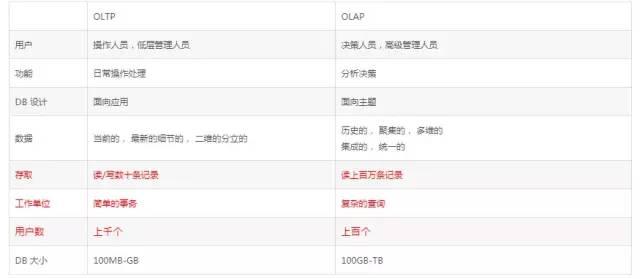 OLTP OLAP
用户 操作人员,低层管理人员 决策人员,高级管理人员
功能 日常操作处理 分析决策
DB 设计 面向应用 面向主题
数据 当前的, 最新的细节的, 二维的分立的 历史的, 聚集的, 多维的
集成的, 统一的
存取 读/写数十条记录 读上百万条记录
工作单位 简单的事务 复杂的查询
用户数 上千个 上百个
DB 大小 100MB-GB 100GB-TB